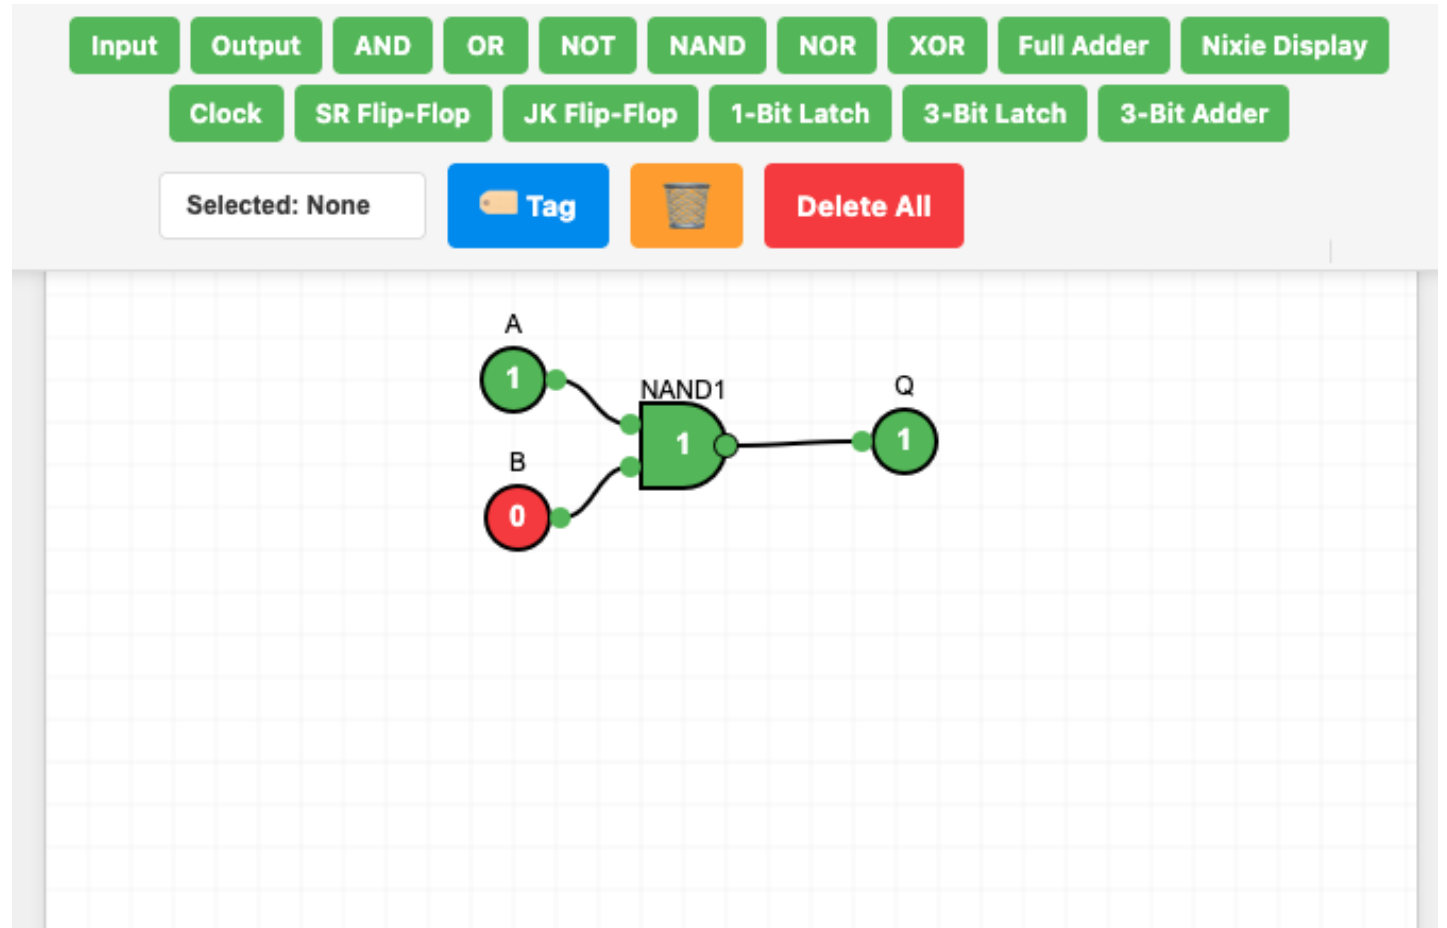 Input Output AND OR NOT NAND NOR XOR Full Adder Nixie Display
Clock SR Flip-Flop JK Flip-Flop 1-Bit Latch 3-Bit Latch 3-Bit Adder
Selected: None Tag Delete All
A
1
NAND1
1
Q
1
B
0